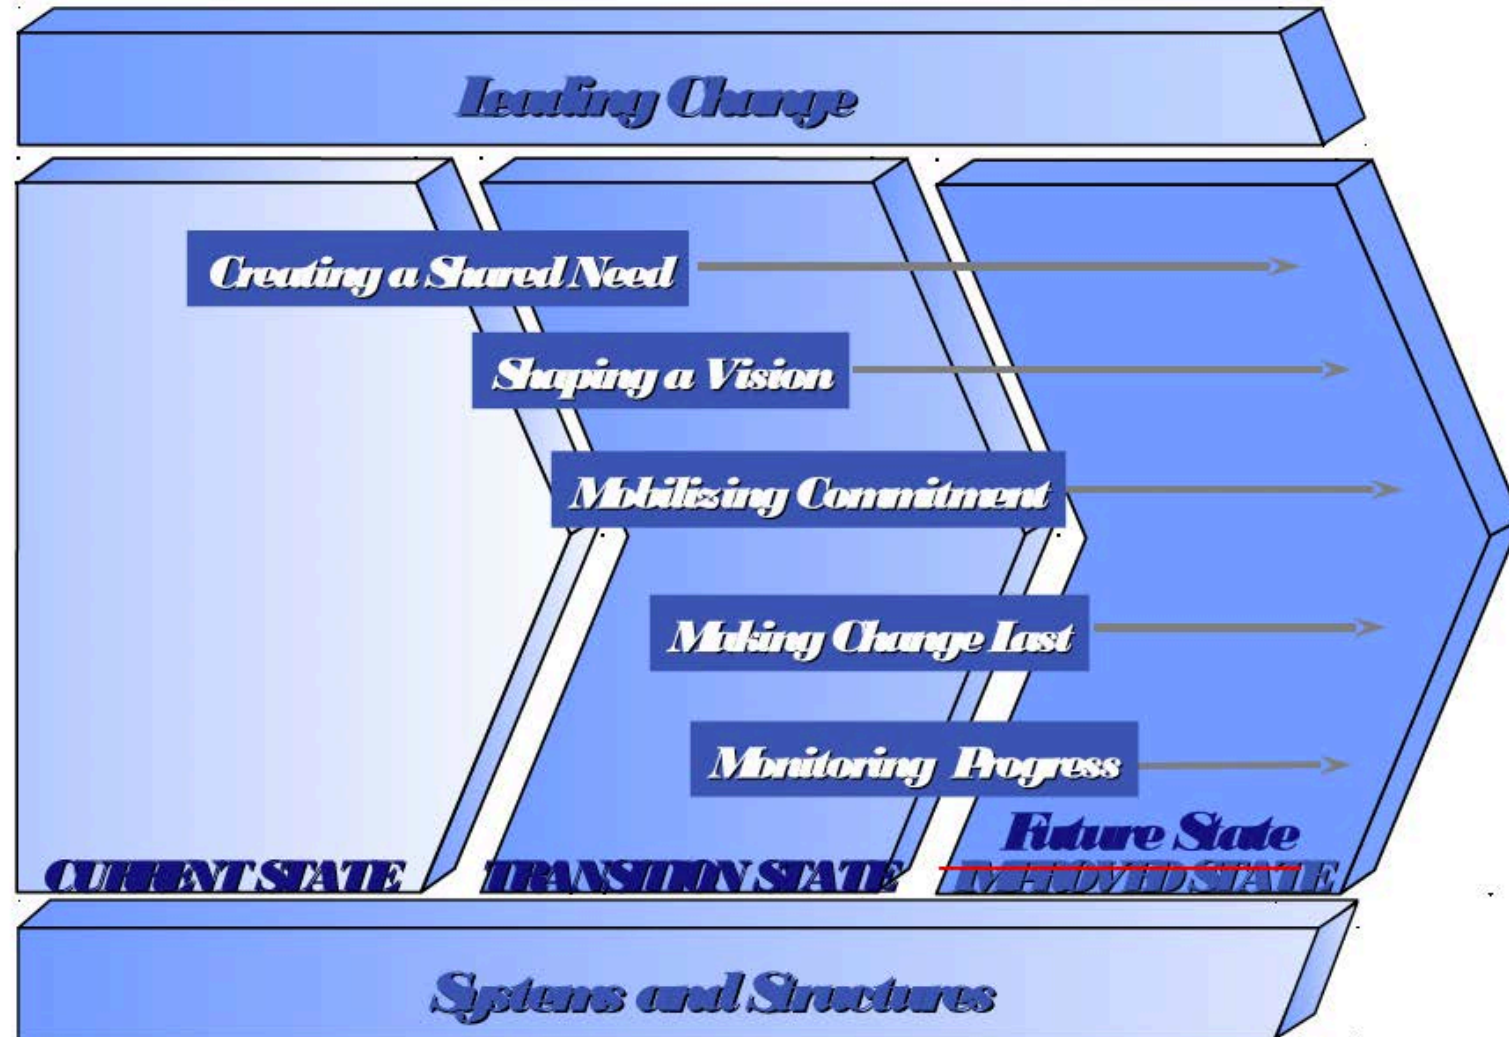 Leading Change
Creating a Shared Need
Shaping a Vision
Mobilizing Commitment
Making Change Last
Monitoring Progress
Future State
CURRENT STATE
TRANSITION STATE
IMPROVED STATE
Systems and Structures